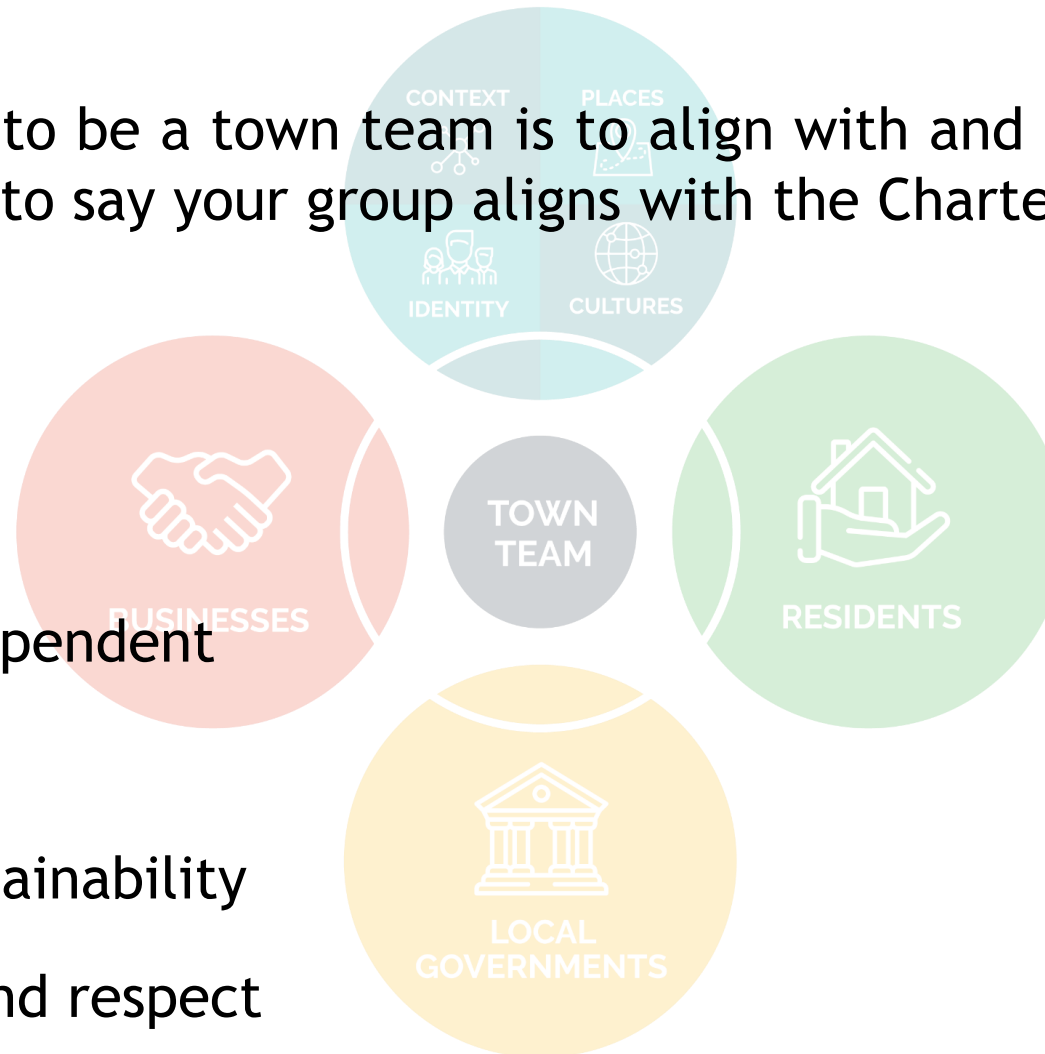 CONTEXT PLACES
to be a town team is to align with and
to say your group aligns with the Charte
IDENTITY CULTURES
TOWN
TEAM
BUSINESSES
RESIDENTS
pendent
ainability
LOCAL
GOVERNMENTS
nd respect